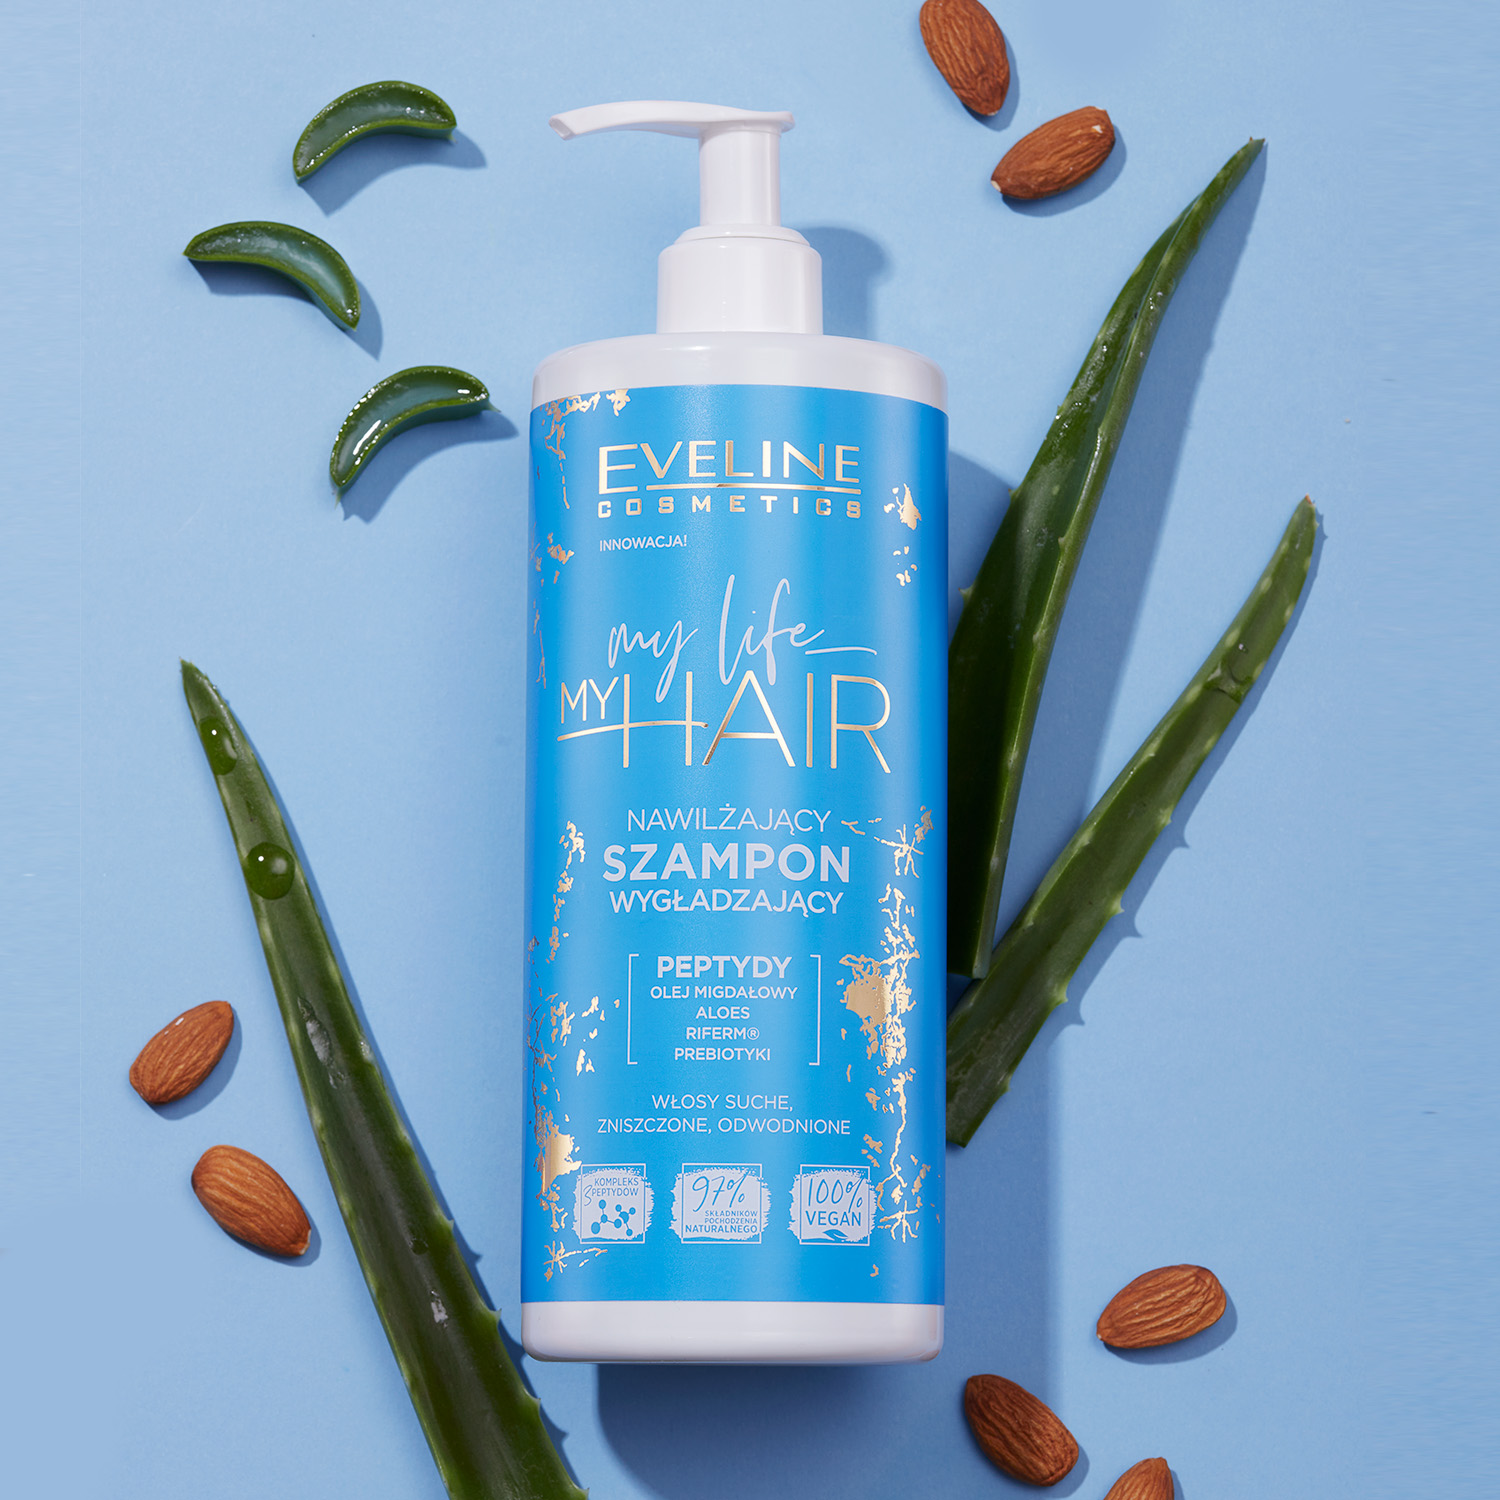 EVELINE
COSMETICS
INNOWACJA!
my life
MY HAIR
NAWILŻAJĄCY
SZAMPON
WYGŁADZAJĄCY
PEPTYDY
OLEJ MIGDAŁOWY
ALOES
RIFERM®
PREBIOTYKI
WŁOSY SUCHE,
ZNISZCZONE, ODWODNIONE
KOMPLEKS
3 PEPTYDÓW
97%
SKŁADNIKÓW
POCHODZENIA
NATURALNEGO
100%
VEGAN